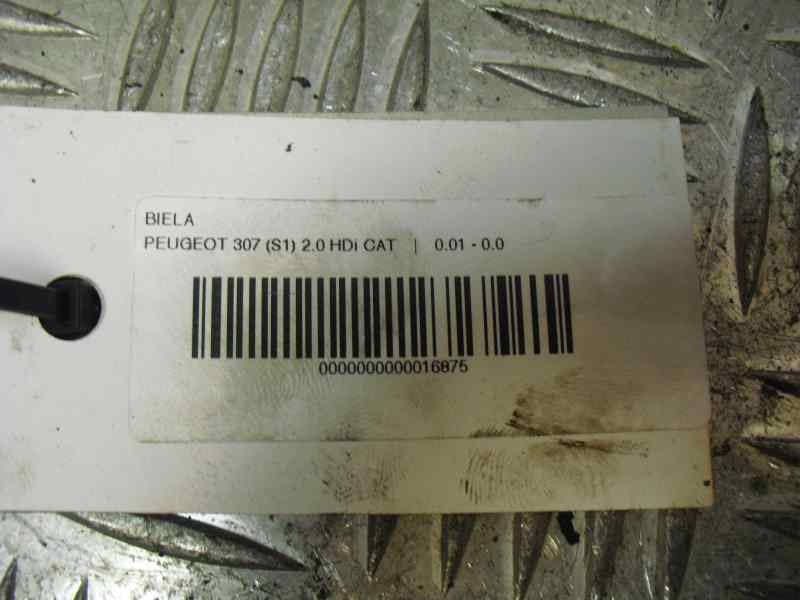 BIELA
PEUGEOT 307 (S1) 2.0 HDi CAT | 0.01 - 0.0
0000000000016875